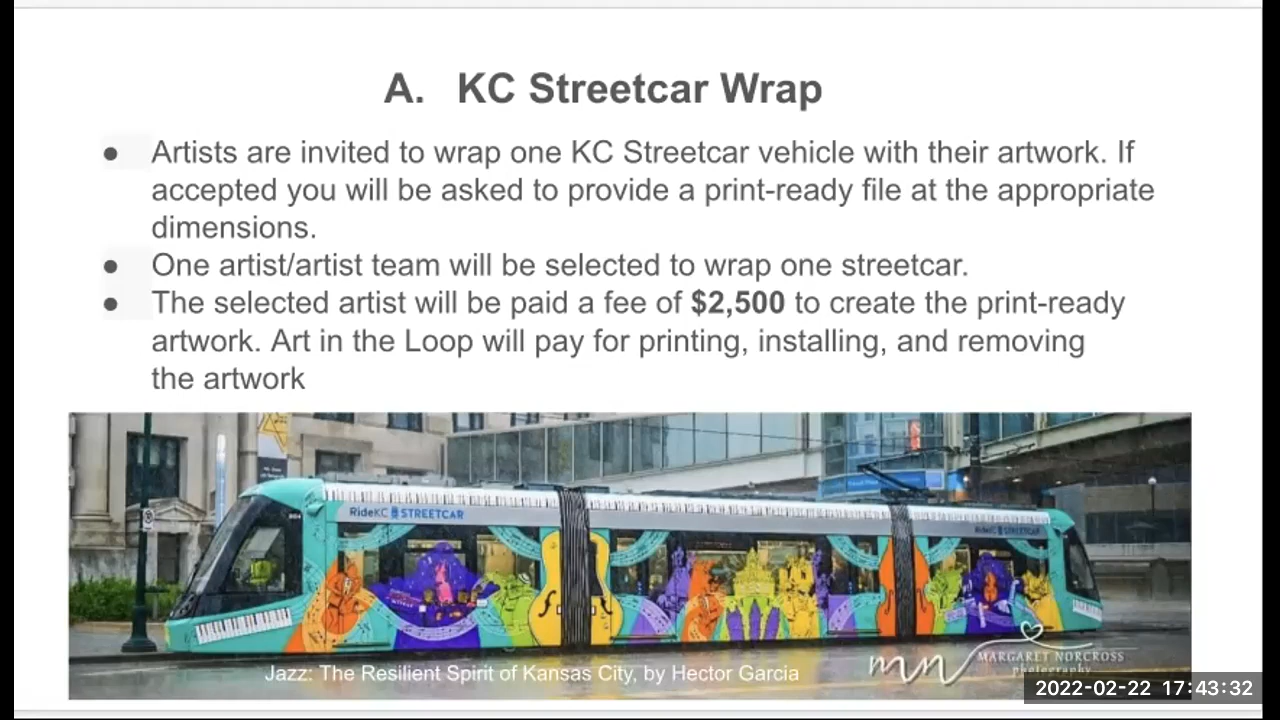 A. KC Streetcar Wrap
● Artists are invited to wrap one KC Streetcar vehicle with their artwork. If
accepted you will be asked to provide a print-ready file at the appropriate
dimensions.
● One artist/artist team will be selected to wrap one streetcar.
● The selected artist will be paid a fee of $2,500 to create the print-ready
artwork. Art in the Loop will pay for printing, installing, and removing
the artwork
RideKC STREETCAR
RideKC STREETCAR
Jazz: The Resilient Spirit of Kansas City, by Hector Garcia
mn MARGARET NORCROSS
photography
2022-02-22 17:43:32